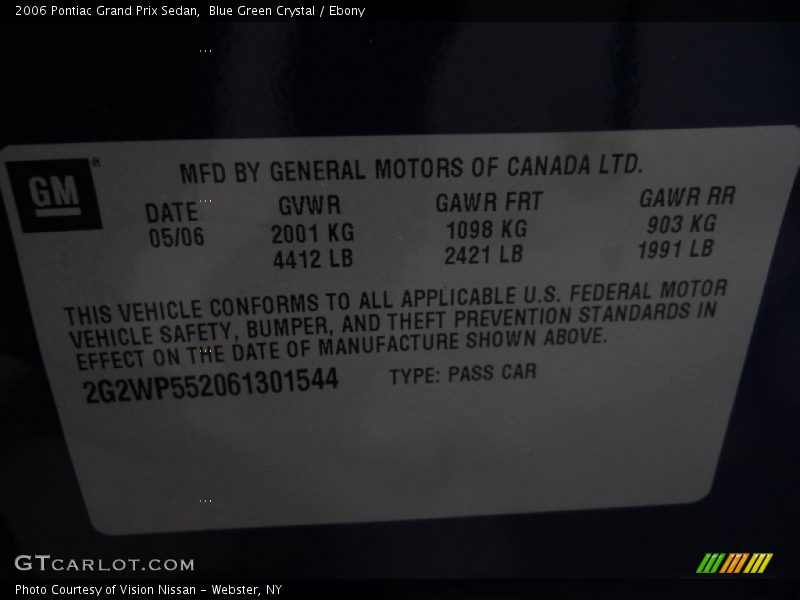 2006 Pontiac Grand Prix Sedan,  Blue Green Crystal / Ebony
GM®
MFD BY GENERAL MOTORS OF CANADA LTD.
DATE GVWR GAWR FRT GAWR RR
05/06 2001 KG 1098 KG 903 KG
4412 LB 2421 LB 1991 LB
THIS VEHICLE CONFORMS TO ALL APPLICABLE U.S. FEDERAL MOTOR
VEHICLE SAFETY, BUMPER, AND THEFT PREVENTION STANDARDS IN
EFFECT ON THE DATE OF MANUFACTURE SHOWN ABOVE.
2G2WP552061301544 TYPE: PASS CAR
GTCARLOT.COM
Photo Courtesy of Vision Nissan - Webster, NY